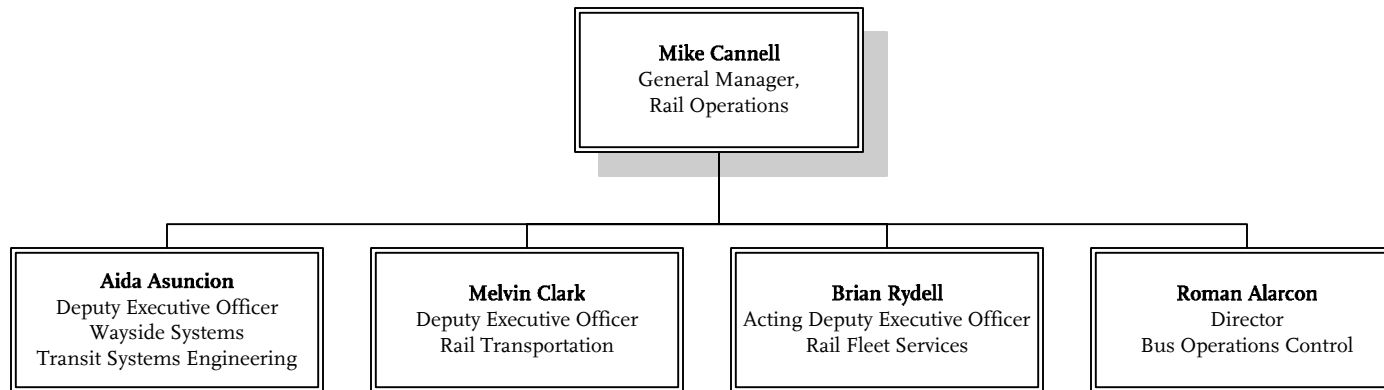 Mike Cannell
General Manager,
Rail Operations
Aida Asuncion
Deputy Executive Officer
Wayside Systems
Transit Systems Engineering
Melvin Clark
Deputy Executive Officer
Rail Transportation
Brian Rydell
Acting Deputy Executive Officer
Rail Fleet Services
Roman Alarcon
Director
Bus Operations Control